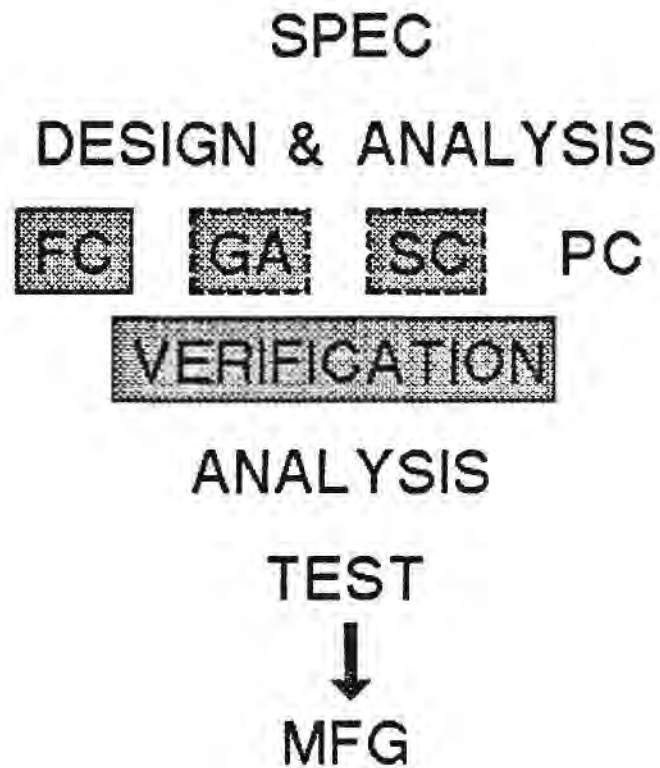 SPEC
DESIGN & ANALYSIS
FC GA SC PC
VERIFICATION
ANALYSIS
TEST
MFG